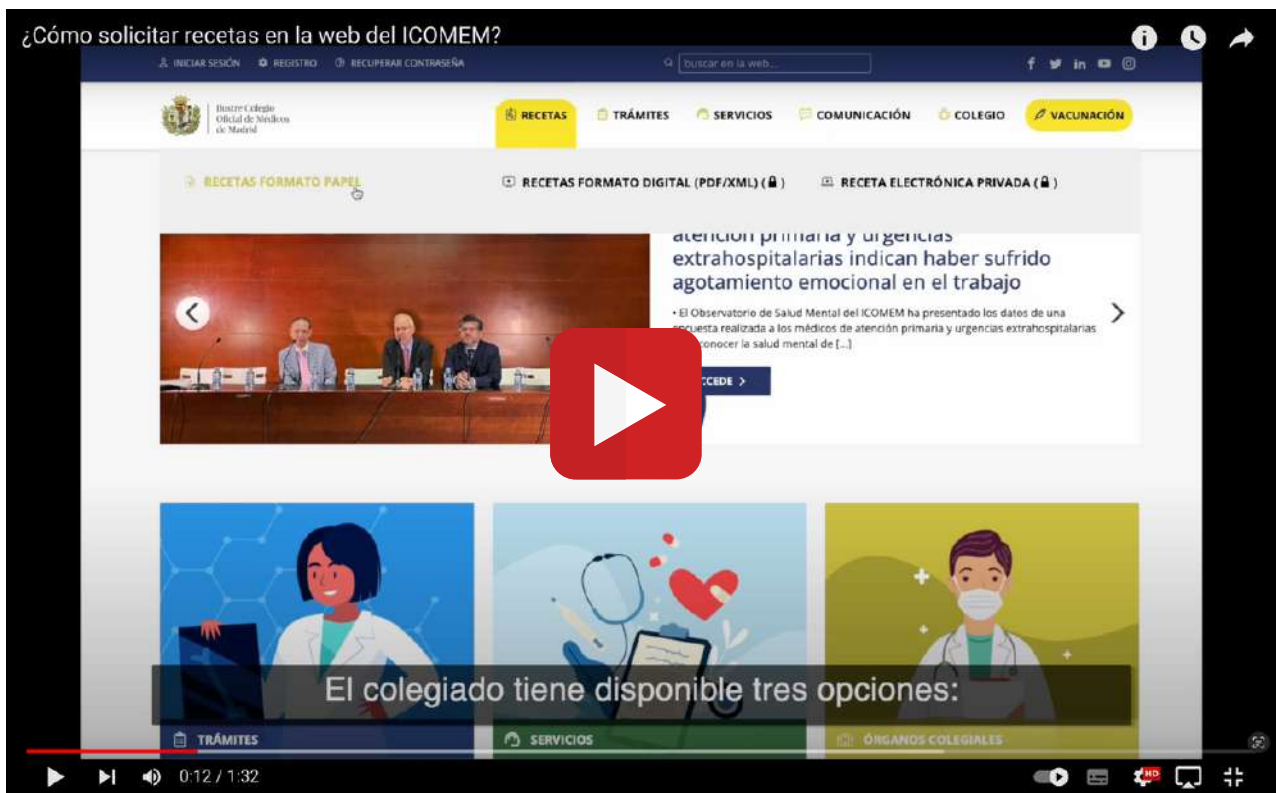 ¿Cómo solicitar recetas en la web del ICOMEM?
INICIAR SESIÓN REGISTRO RECUPERAR CONTRASEÑA buscar en la web...
Ilustre Colegio
Oficial de Médicos
de Madrid
RECETAS TRÁMITES SERVICIOS COMUNICACIÓN COLEGIO VACUNACIÓN
RECETAS FORMATO PAPEL RECETAS FORMATO DIGITAL (PDF/XML) ( ) RECETA ELECTRÓNICA PRIVADA ( )
atención primaria y urgencias
extrahospitalarias indican haber sufrido
agotamiento emocional en el trabajo
• El Observatorio de Salud Mental del ICOMEM ha presentado los datos de una
encuesta realizada a los médicos de atención primaria y urgencias extrahospitalarias
conocer la salud mental de [...]
CCEDE >
El colegiado tiene disponible tres opciones:
TRÁMITES SERVICIOS ÓRGANOS COLEGIALES
0:12 / 1:32 HD